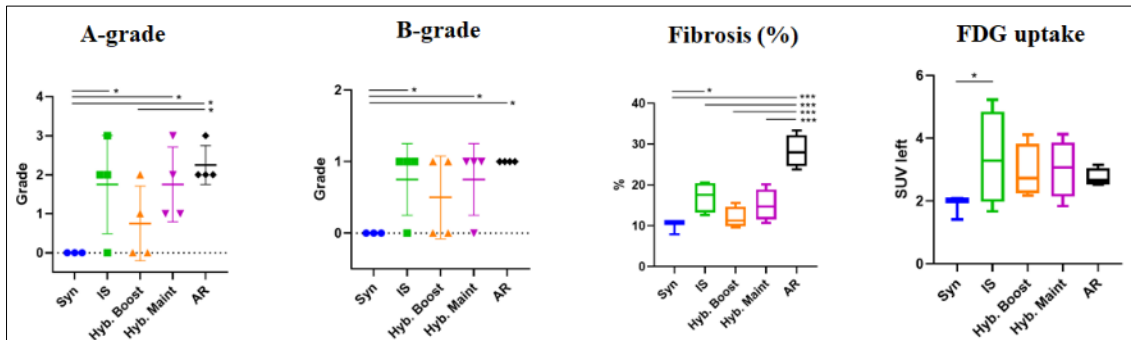 A-grade
B-grade
Fibrosis (%)
FDG uptake
Grade
4
3
2
1
0
*
*
*
*
Syn
IS
Hyb. Boost
Hyb. Maint
AR
Grade
2
1
0
*
*
*
Syn
IS
Hyb. Boost
Hyb. Maint
AR
%
40
30
20
10
0
*
***
***
***
***
Syn
IS
Hyb. Boost
Hyb. Maint
AR
SUV left
6
4
2
0
*
Syn
IS
Hyb. Boost
Hyb. Maint
AR